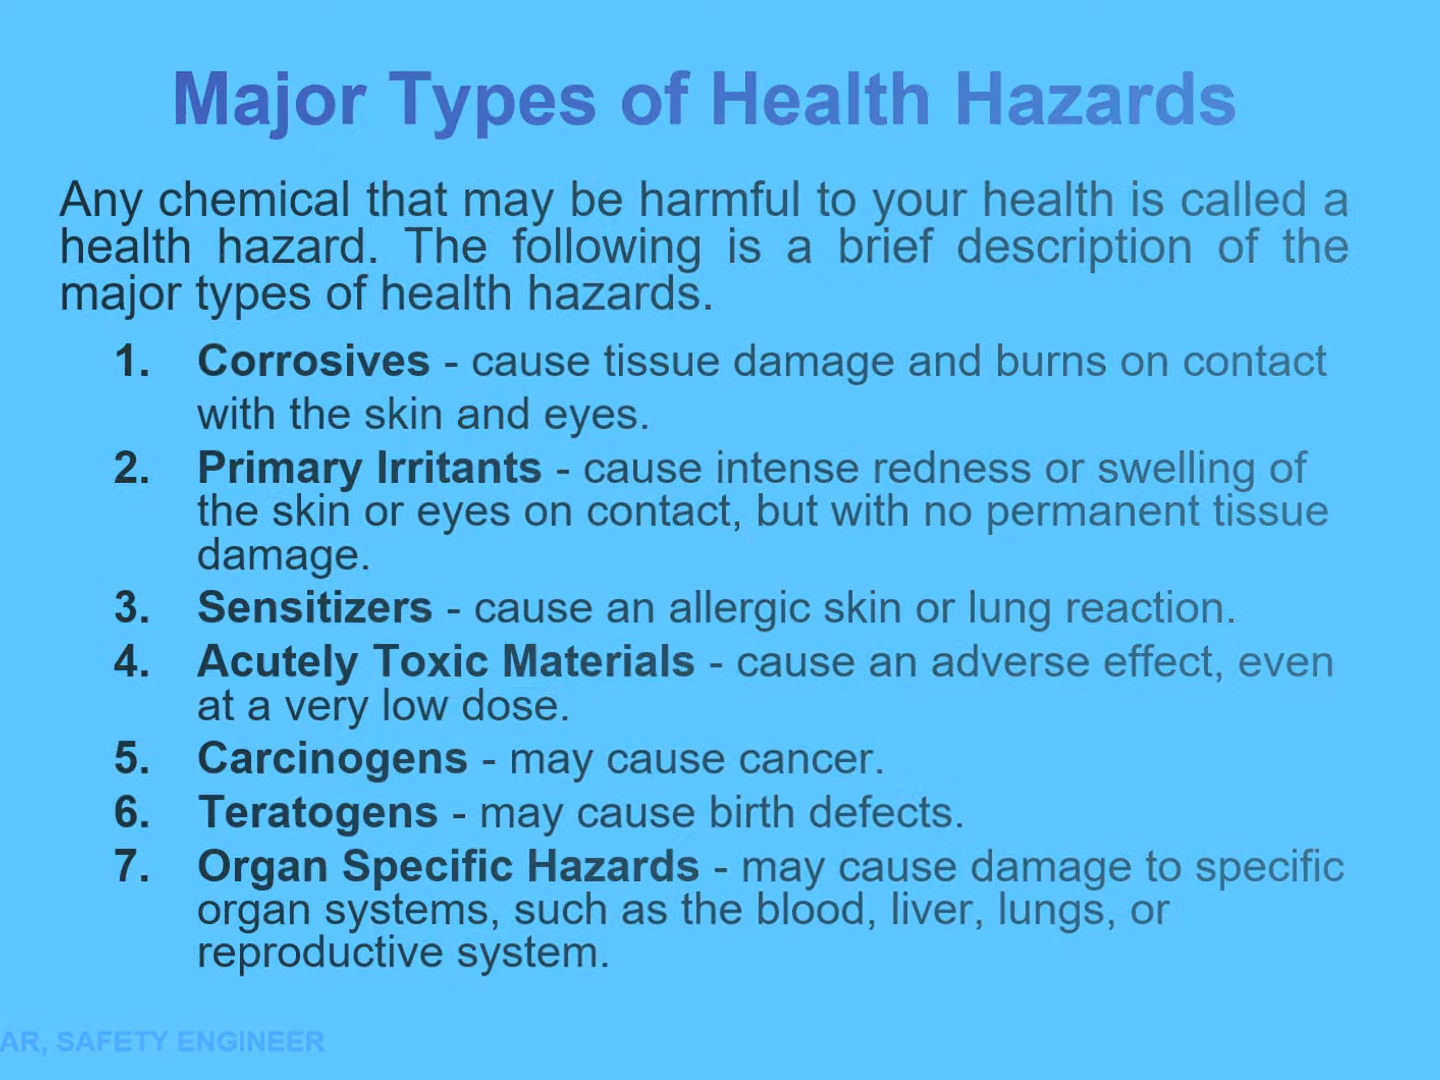 Major Types of Health Hazards
Any chemical that may be harmful to your health is called a
health hazard. The following is a brief description of the
major types of health hazards.
1. Corrosives - cause tissue damage and burns on contact
with the skin and eyes.
2. Primary Irritants - cause intense redness or swelling of
the skin or eyes on contact, but with no permanent tissue
damage.
3. Sensitizers - cause an allergic skin or lung reaction.
4. Acutely Toxic Materials - cause an adverse effect, even
at a very low dose.
5. Carcinogens - may cause cancer.
6. Teratogens - may cause birth defects.
7. Organ Specific Hazards - may cause damage to specific
organ systems, such as the blood, liver, lungs, or
reproductive system.
AR, SAFETY ENGINEER